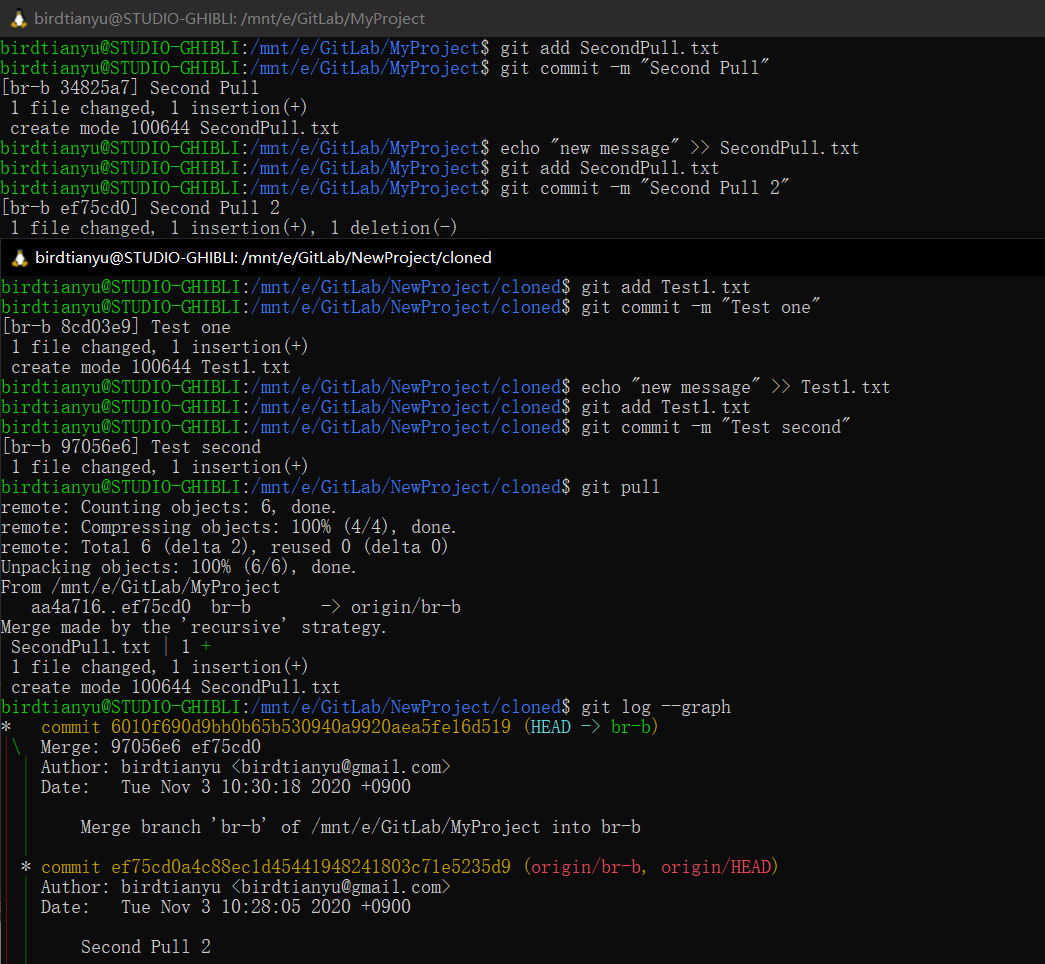 birdtianyu@STUDIO-GHIBLI: /mnt/e/GitLab/MyProject
birdtianyu@STUDIO-GHIBLI:/mnt/e/GitLab/MyProject$ git add SecondPull.txt
birdtianyu@STUDIO-GHIBLI:/mnt/e/GitLab/MyProject$ git commit -m "Second Pull"
[br-b 34825a7] Second Pull
 1 file changed, 1 insertion(+)
 create mode 100644 SecondPull.txt
birdtianyu@STUDIO-GHIBLI:/mnt/e/GitLab/MyProject$ echo "new message" >> SecondPull.txt
birdtianyu@STUDIO-GHIBLI:/mnt/e/GitLab/MyProject$ git add SecondPull.txt
birdtianyu@STUDIO-GHIBLI:/mnt/e/GitLab/MyProject$ git commit -m "Second Pull 2"
[br-b ef75cd0] Second Pull 2
 1 file changed, 1 insertion(+), 1 deletion(-)
birdtianyu@STUDIO-GHIBLI: /mnt/e/GitLab/NewProject/cloned
birdtianyu@STUDIO-GHIBLI:/mnt/e/GitLab/NewProject/cloned$ git add Test1.txt
birdtianyu@STUDIO-GHIBLI:/mnt/e/GitLab/NewProject/cloned$ git commit -m "Test one"
[br-b 8cd03e9] Test one
 1 file changed, 1 insertion(+)
 create mode 100644 Test1.txt
birdtianyu@STUDIO-GHIBLI:/mnt/e/GitLab/NewProject/cloned$ echo "new message" >> Test1.txt
birdtianyu@STUDIO-GHIBLI:/mnt/e/GitLab/NewProject/cloned$ git add Test1.txt
birdtianyu@STUDIO-GHIBLI:/mnt/e/GitLab/NewProject/cloned$ git commit -m "Test second"
[br-b 97056e6] Test second
 1 file changed, 1 insertion(+)
birdtianyu@STUDIO-GHIBLI:/mnt/e/GitLab/NewProject/cloned$ git pull
remote: Counting objects: 6, done.
remote: Compressing objects: 100% (4/4), done.
remote: Total 6 (delta 2), reused 0 (delta 0)
Unpacking objects: 100% (6/6), done.
From /mnt/e/GitLab/MyProject
   aa4a716..ef75cd0  br-b       -> origin/br-b
Merge made by the 'recursive' strategy.
 SecondPull.txt | 1 +
 1 file changed, 1 insertion(+)
 create mode 100644 SecondPull.txt
birdtianyu@STUDIO-GHIBLI:/mnt/e/GitLab/NewProject/cloned$ git log --graph
*   commit 6010f690d9bb0b65b530940a9920aea5fe16d519 (HEAD -> br-b)
|\  Merge: 97056e6 ef75cd0
| | Author: birdtianyu <birdtianyu@gmail.com>
| | Date:   Tue Nov 3 10:30:18 2020 +0900
| |
| |     Merge branch 'br-b' of /mnt/e/GitLab/MyProject into br-b
| |
| * commit ef75cd0a4c88ec1d45441948241803c71e5235d9 (origin/br-b, origin/HEAD)
| | Author: birdtianyu <birdtianyu@gmail.com>
| | Date:   Tue Nov 3 10:28:05 2020 +0900
| |
| |     Second Pull 2